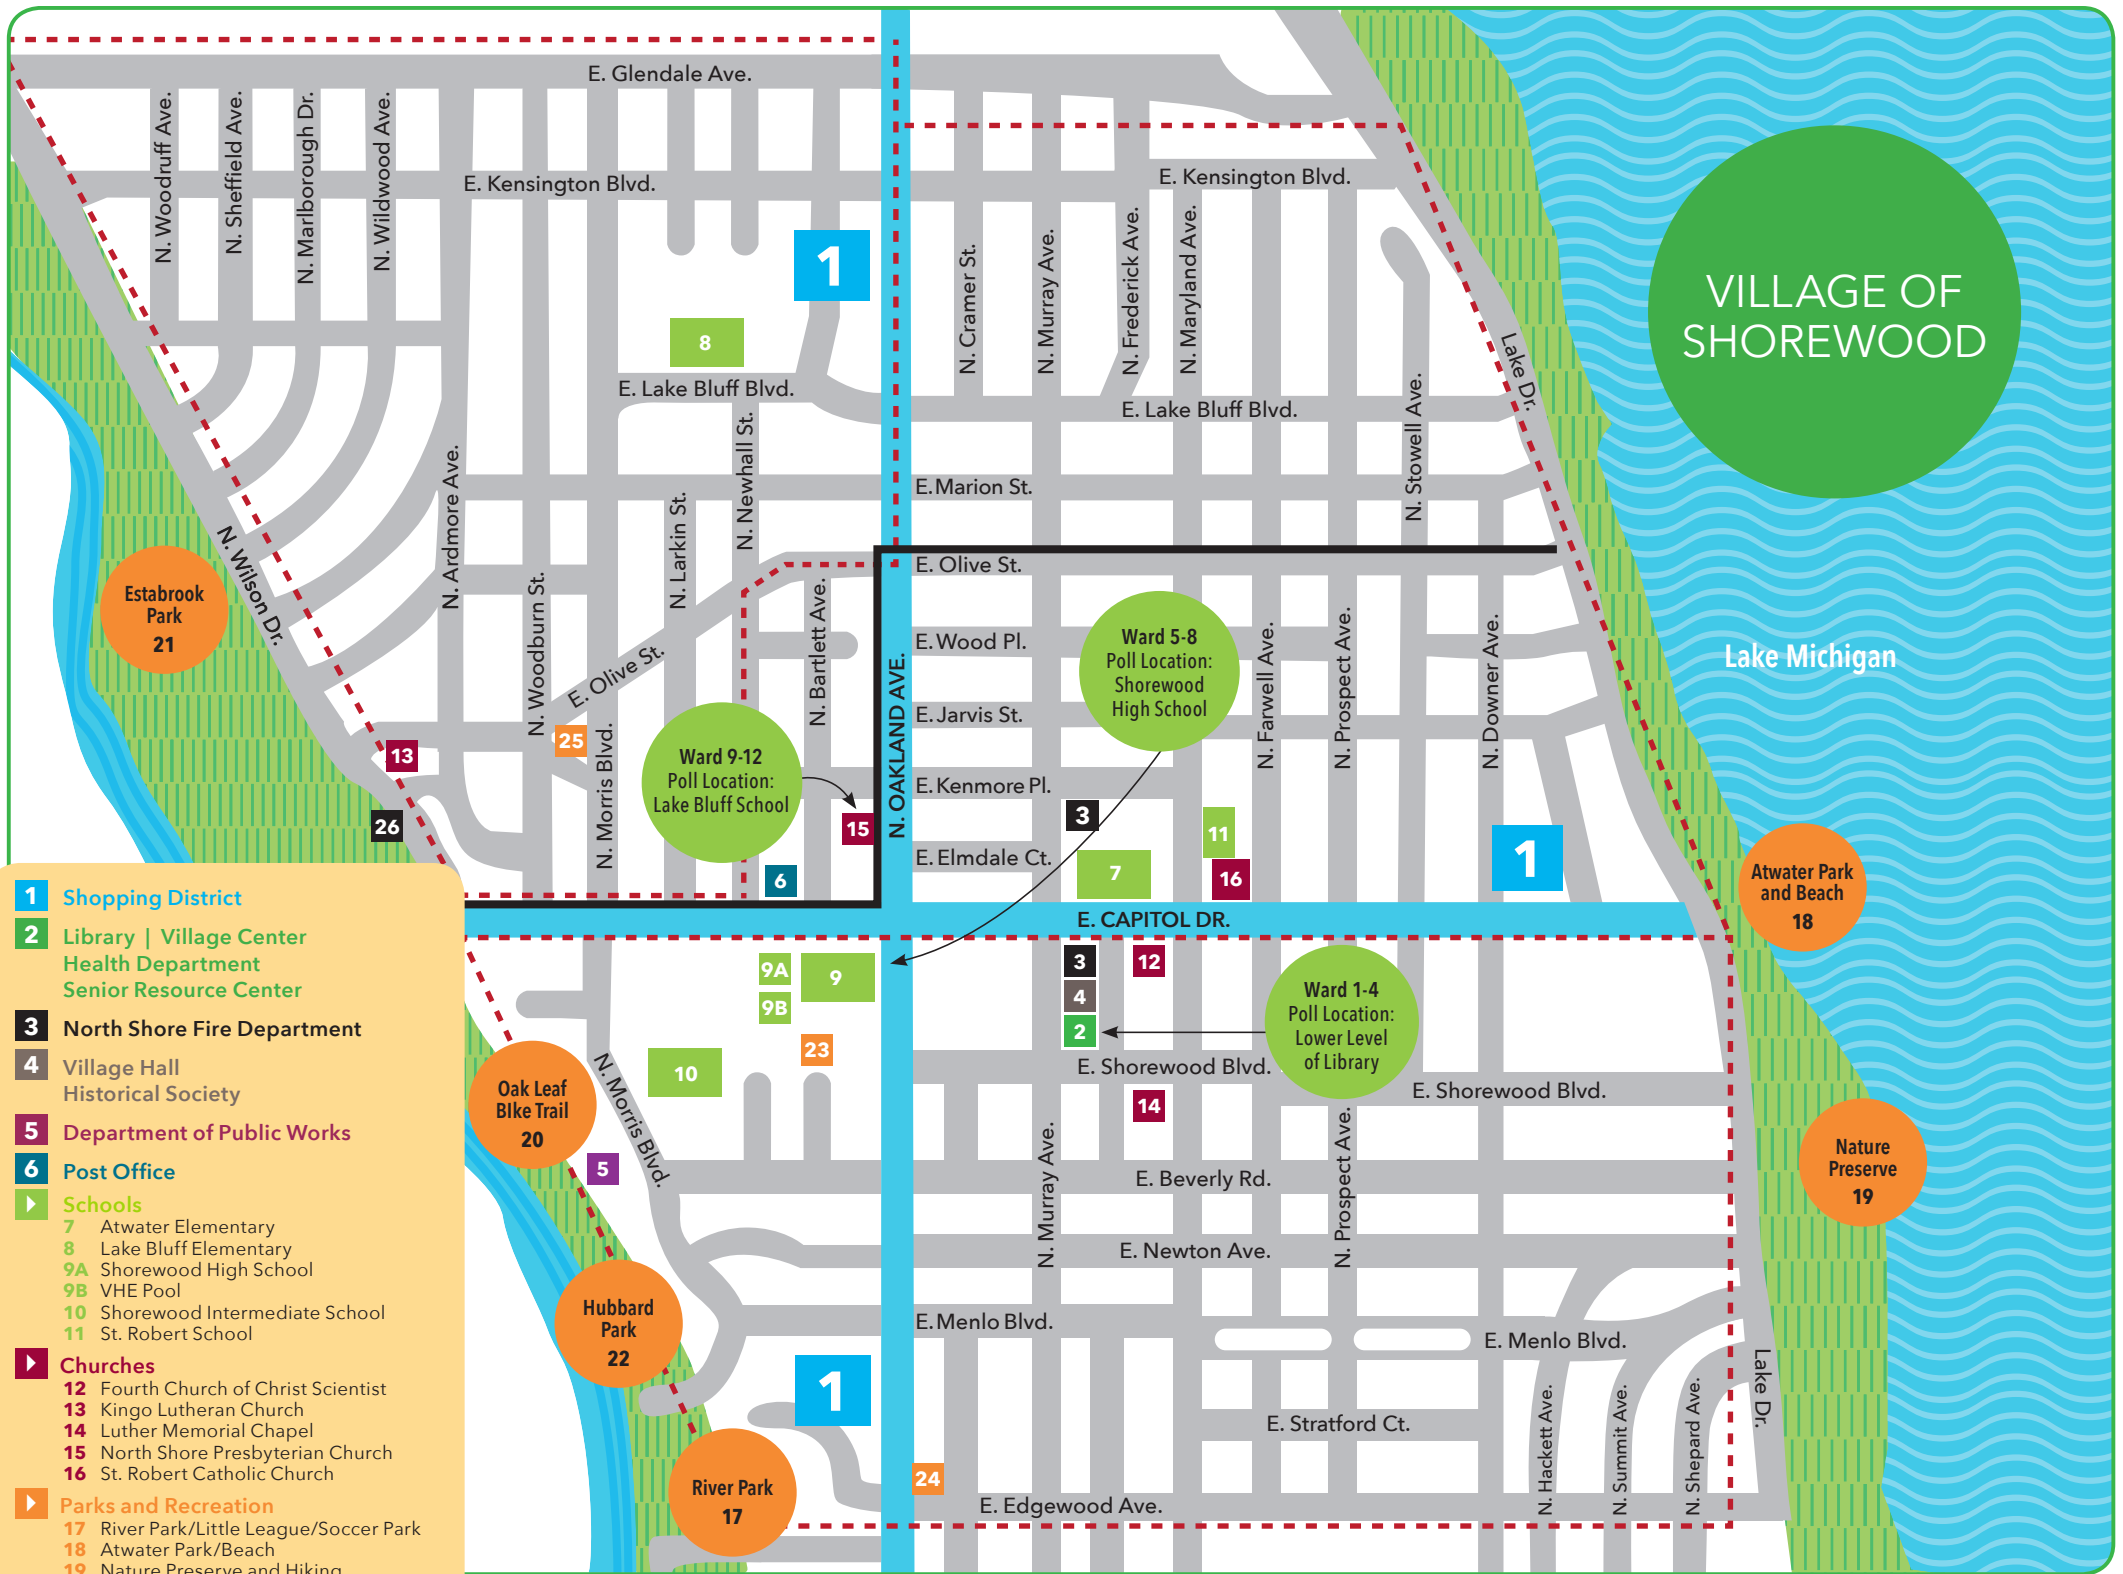 E. Glendale Ave.
N. Woodruff Ave.
N. Sheffield Ave.
N. Marlborough Dr.
N. Wildwood Ave.
E. Kensington Blvd.
E. Kensington Blvd.
1
VILLAGE OF
SHOREWOOD
N. Cramer St.
N. Murray Ave.
N. Frederick Ave.
N. Maryland Ave.
8
Lake Dr.
E. Lake Bluff Blvd.
E. Lake Bluff Blvd.
N. Stowell Ave.
N. Ardmore Ave.
N. Newhall St.
N. Larkin St.
E. Marion St.
N. Wilson Dr.
Estabrook
Park
21
E. Olive St.
N. Woodburn St.
E. Olive St.
N. Bartlett Ave.
E. Wood Pl.
Ward 5-8
Poll Location:
Shorewood
High School
N. Farwell Ave.
N. Prospect Ave.
N. Downer Ave.
Lake Michigan
N. OAKLAND AVE.
E. Jarvis St.
13
25
N. Morris Blvd.
Ward 9-12
Poll Location:
Lake Bluff School
E. Kenmore Pl.
26
15
3
11
E. Elmdale Ct.
7
16
1
6
Atwater Park
and Beach
18
E. CAPITOL DR.
9A
9
9B
3
12
4
2
Ward 1-4
Poll Location:
Lower Level
of Library
23
10
E. Shorewood Blvd.
E. Shorewood Blvd.
N. Morris Blvd.
Oak Leaf
BIke Trail
20
14
5
N. Murray Ave.
N. Prospect Ave.
E. Beverly Rd.
Nature
Preserve
19
E. Newton Ave.
Hubbard
Park
22
E. Menlo Blvd.
E. Menlo Blvd.
1
Lake Dr.
E. Stratford Ct.
N. Hackett Ave.
N. Summit Ave.
N. Shepard Ave.
River Park
17
24
E. Edgewood Ave.
1 Shopping District
2 Library | Village Center
Health Department
Senior Resource Center
3 North Shore Fire Department
4 Village Hall
Historical Society
5 Department of Public Works
6 Post Office
Schools
7 Atwater Elementary
8 Lake Bluff Elementary
9A Shorewood High School
9B VHE Pool
10 Shorewood Intermediate School
11 St. Robert School
Churches
12 Fourth Church of Christ Scientist
13 Kingo Lutheran Church
14 Luther Memorial Chapel
15 North Shore Presbyterian Church
16 St. Robert Catholic Church
Parks and Recreation
17 River Park/Little League/Soccer Park
18 Atwater Park/Beach
19 Nature Preserve and Hiking